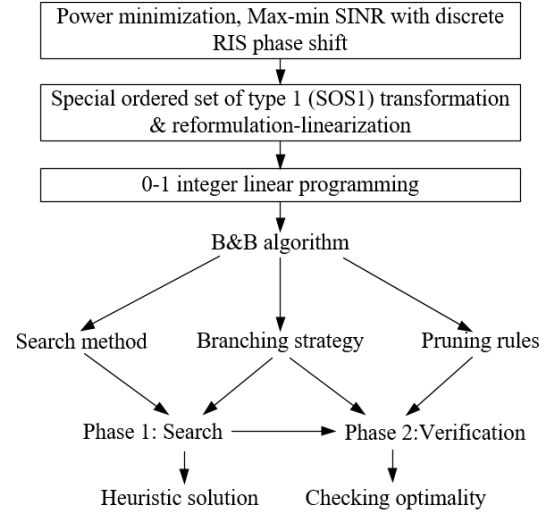 Power minimization, Max-min SINR with discrete
RIS phase shift
Special ordered set of type 1 (SOS1) transformation
& reformulation-linearization
0-1 integer linear programming
B&B algorithm
Search method Branching strategy Pruning rules
Phase 1: Search Phase 2:Verification
Heuristic solution Checking optimality